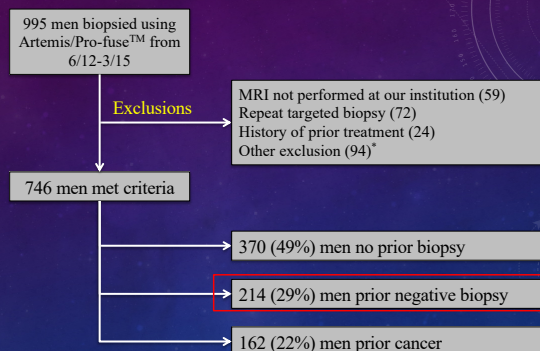 995 men biopsied using
Artemis/Pro-fuse™ from
6/12-3/15
Exclusions
MRI not performed at our institution (59)
Repeat targeted biopsy (72)
History of prior treatment (24)
Other exclusion (94)*
746 men met criteria
370 (49%) men no prior biopsy
214 (29%) men prior negative biopsy
162 (22%) men prior cancer